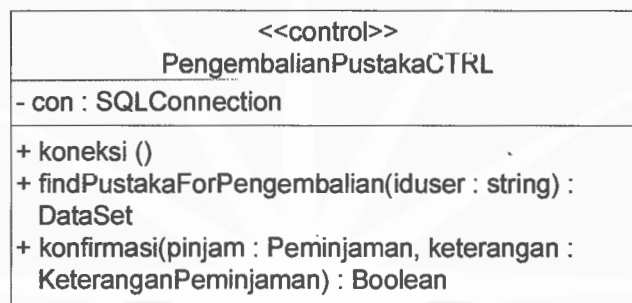 <<control>>
PengembalianPustakaCTRL
- con : SQLConnection
+ koneksi ()
+ findPustakaForPengembalian(iduser : string) :
DataSet
+ konfirmasi(pinjam : Peminjaman, keterangan :
KeteranganPeminjaman) : Boolean